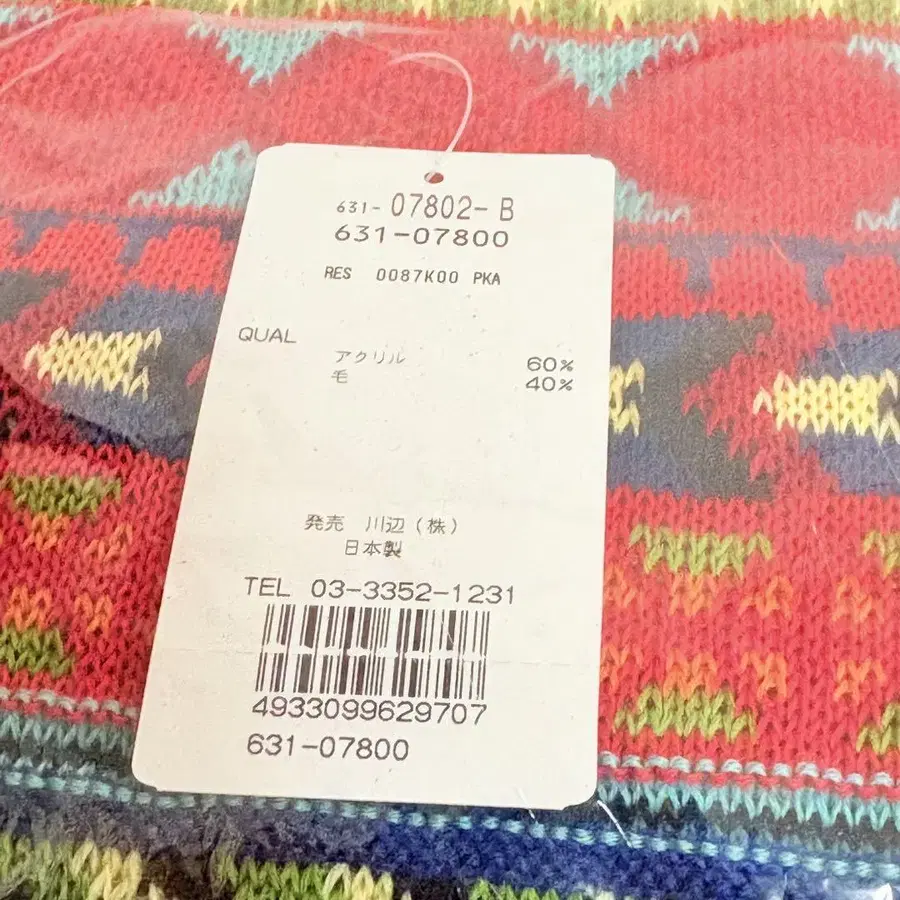 631- 07802- B
631-07800
RES 0087K00 PKA
QUAL
アクリル 60%
毛 40%
発売 川辺(株)
日本製
TEL 03-3352-1231
4933099629707
631-07800